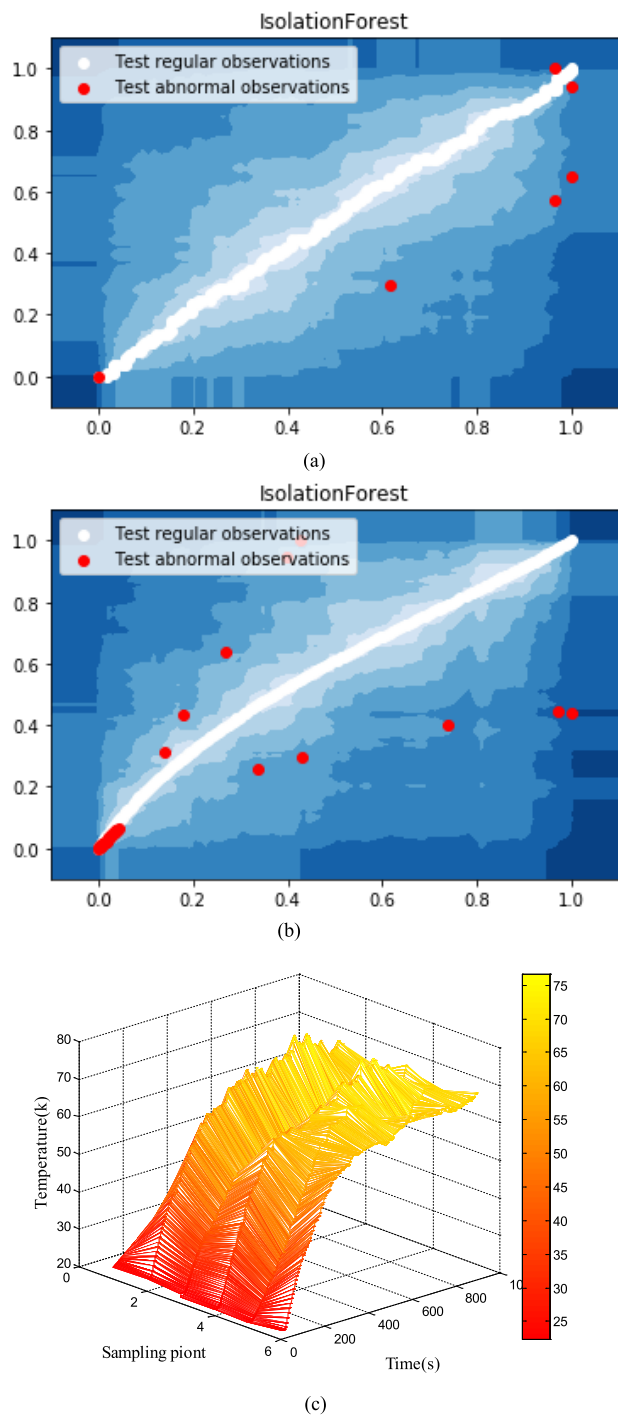 IsolationForest
Test regular observations
Test abnormal observations
1.0
0.8
0.6
0.4
0.2
0.0
0.0 0.2 0.4 0.6 0.8 1.0
(a)
IsolationForest
Test regular observations
Test abnormal observations
1.0
0.8
0.6
0.4
0.2
0.0
0.0 0.2 0.4 0.6 0.8 1.0
(b)
80
70
60
50
40
30
20
Temperature(k)
0
2
4
6
Sampling piont
0
200
400
600
800
10
Time(s)
75
70
65
60
55
50
45
40
35
30
25
(c)